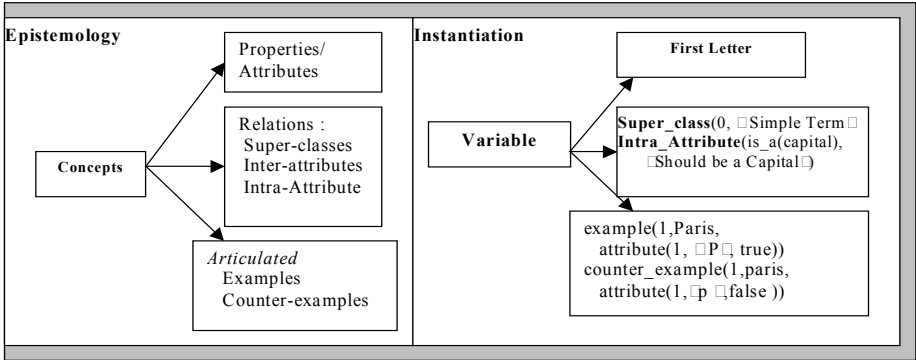 Epistemology
Properties/
Attributes
Relations :
Super-classes
Inter-attributes
Intra-Attribute
Concepts
Articulated
Examples
Counter-examples
Instantiation
First Letter
Variable
Super_class(0, □Simple Term□
Intra_Attribute(is_a(capital),
□Should be a Capital□)
example(1,Paris,
attribute(1, □P□, true))
counter_example(1,paris,
attribute(1,□p □,false ))